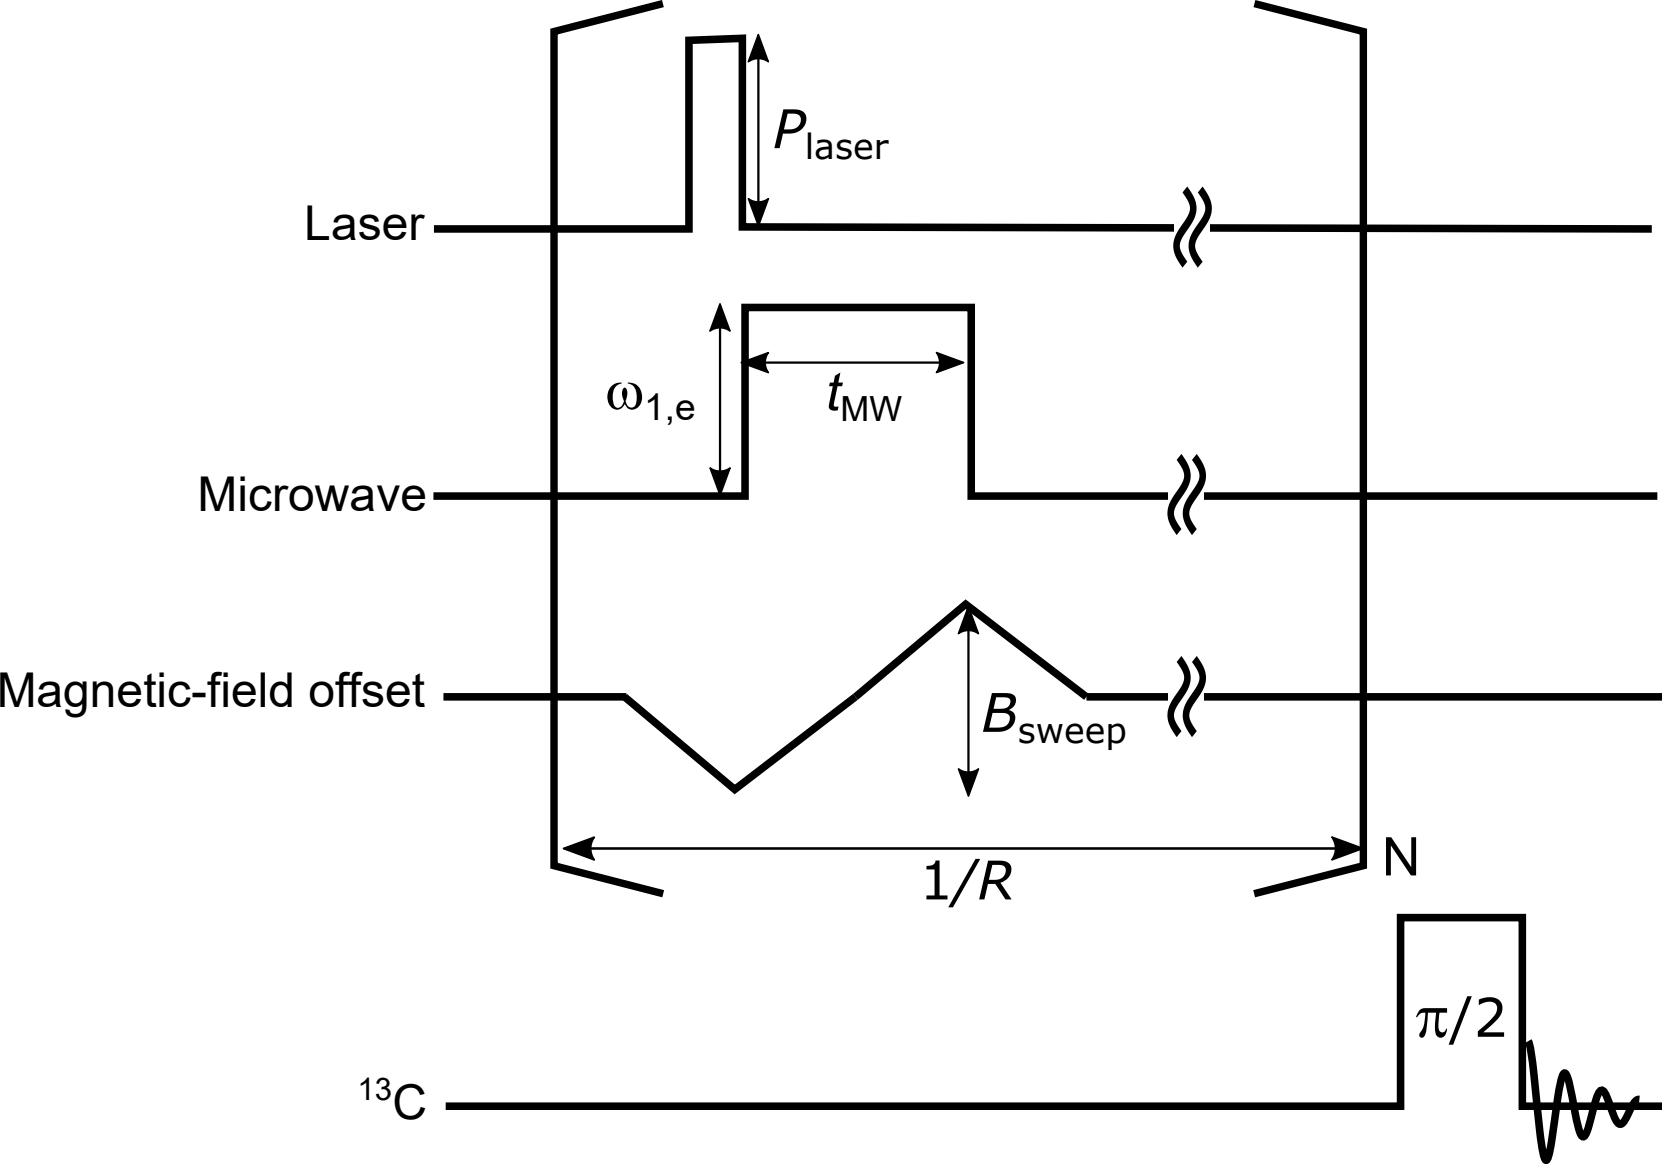 P_laser
Laser
ω_1,e
t_MW
Microwave
Magnetic-field offset
B_sweep
N
1/R
π/2
¹³C